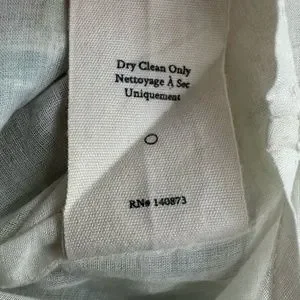 Dry Clean Only
Nettoyage À Sec
Uniquement
RN# 140873